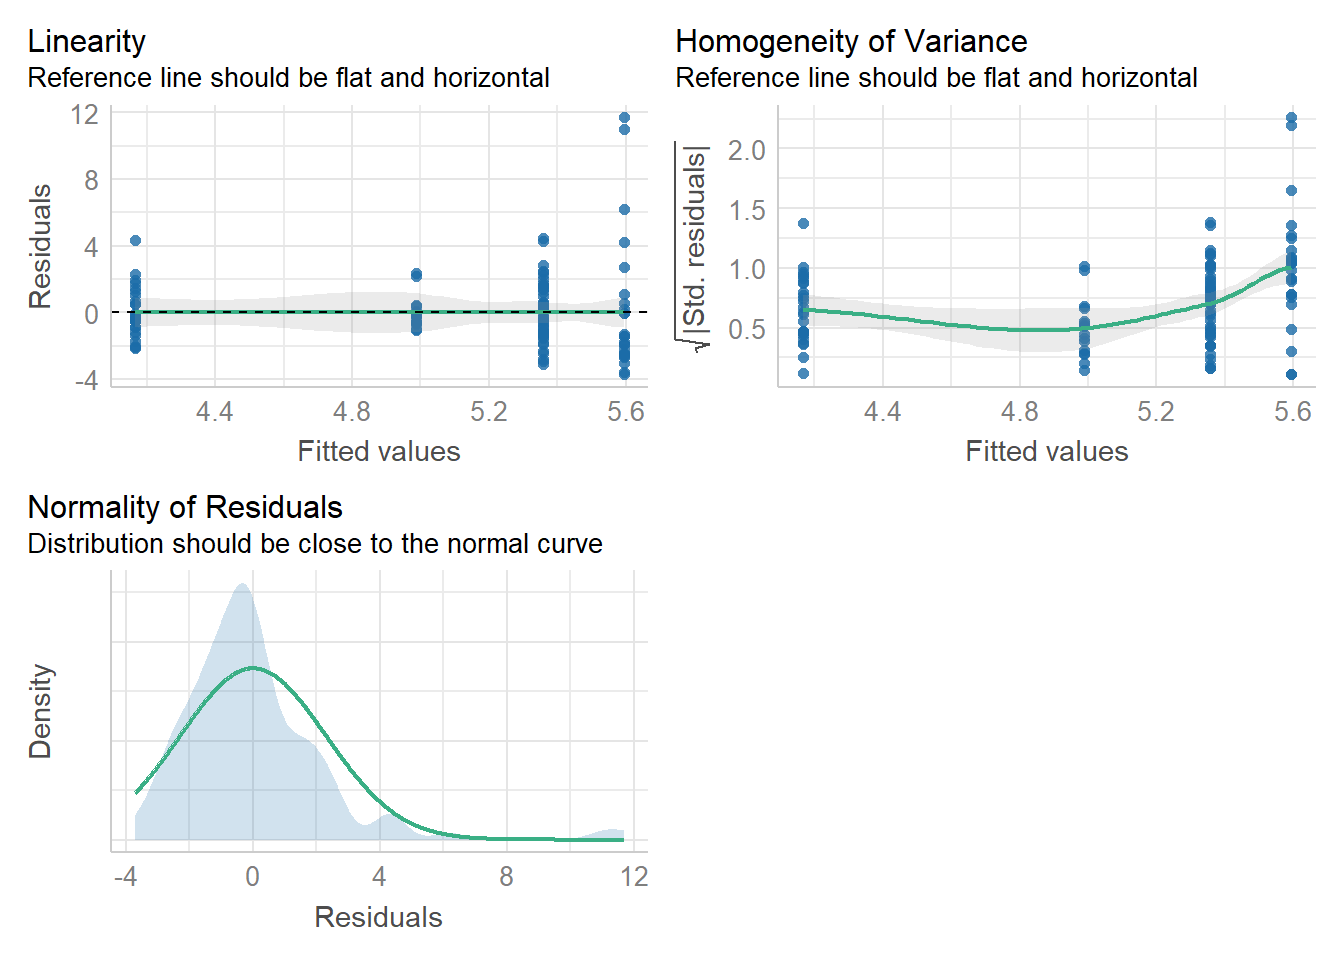 Linearity
Reference line should be flat and horizontal
12
8
4
0
-4
Residuals
4.4 4.8 5.2 5.6
Fitted values
Homogeneity of Variance
Reference line should be flat and horizontal
2.0
1.5
1.0
0.5
√|Std. residuals|
4.4 4.8 5.2 5.6
Fitted values
Normality of Residuals
Distribution should be close to the normal curve
Density
-4 0 4 8 12
Residuals